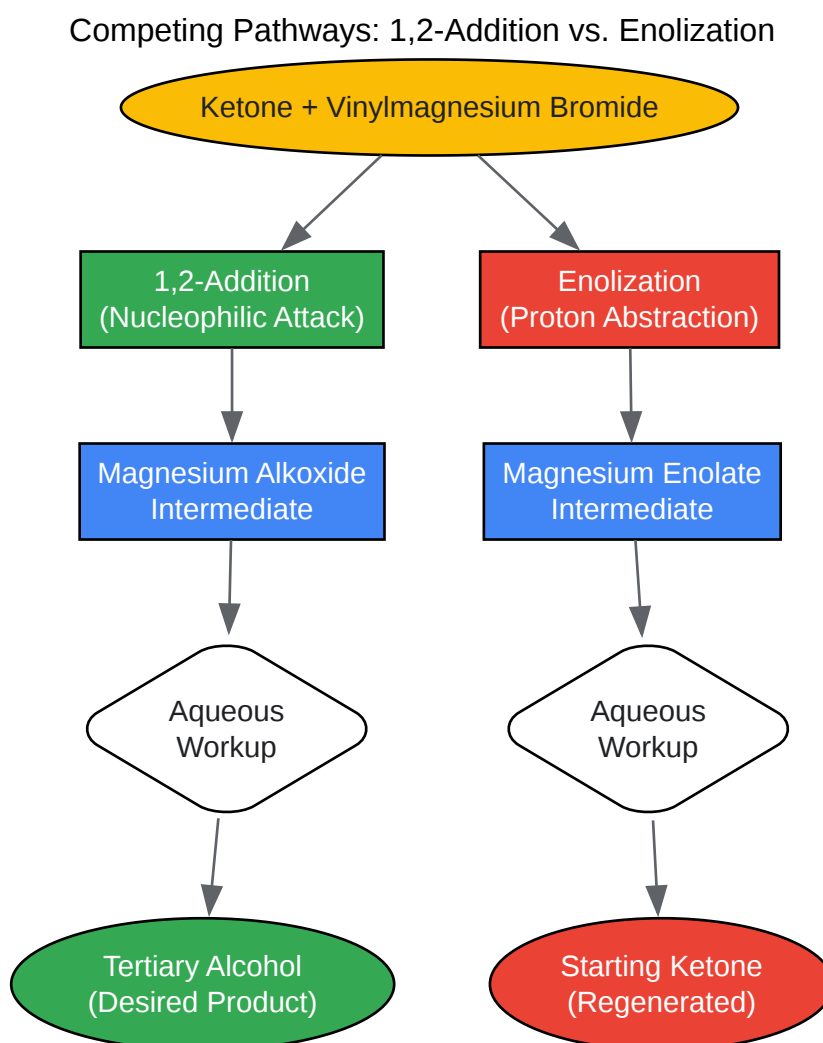 Competing Pathways: 1,2-Addition vs. Enolization
Ketone + Vinylmagnesium Bromide
1,2-Addition
(Nucleophilic Attack)
Enolization
(Proton Abstraction)
Magnesium Alkoxide
Intermediate
Magnesium Enolate
Intermediate
Aqueous
Workup
Aqueous
Workup
Tertiary Alcohol
(Desired Product)
Starting Ketone
(Regenerated)